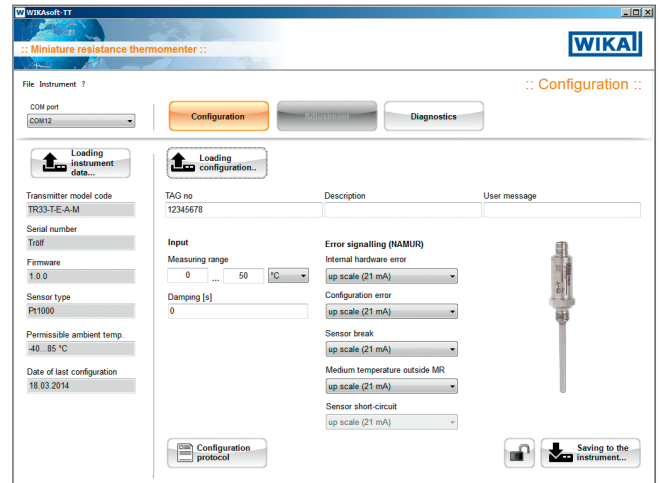 WIKAsoft-TT
:: Miniature resistance thermomenter ::
WIKA
File Instrument ?
:: Configuration ::
COM port
COM12
Configuration
Adjustment
Diagnostics
Loading
instrument
data...
Loading
configuration..
Transmitter model code
TR33-T-E-A-M
TAG no
12345678
Description
User message
Serial number
Trölf
Firmware
1.0.0
Sensor type
Pt1000
Permissible ambient temp.
-40...85 °C
Date of last configuration
18.03.2014
Input
Measuring range
0 ... 50 °C
Damping [s]
0
Error signalling (NAMUR)
Internal hardware error
up scale (21 mA)
Configuration error
up scale (21 mA)
Sensor break
up scale (21 mA)
Medium temperature outside MR
up scale (21 mA)
Sensor short-circuit
up scale (21 mA)
Configuration
protocol
Saving to the
instrument...